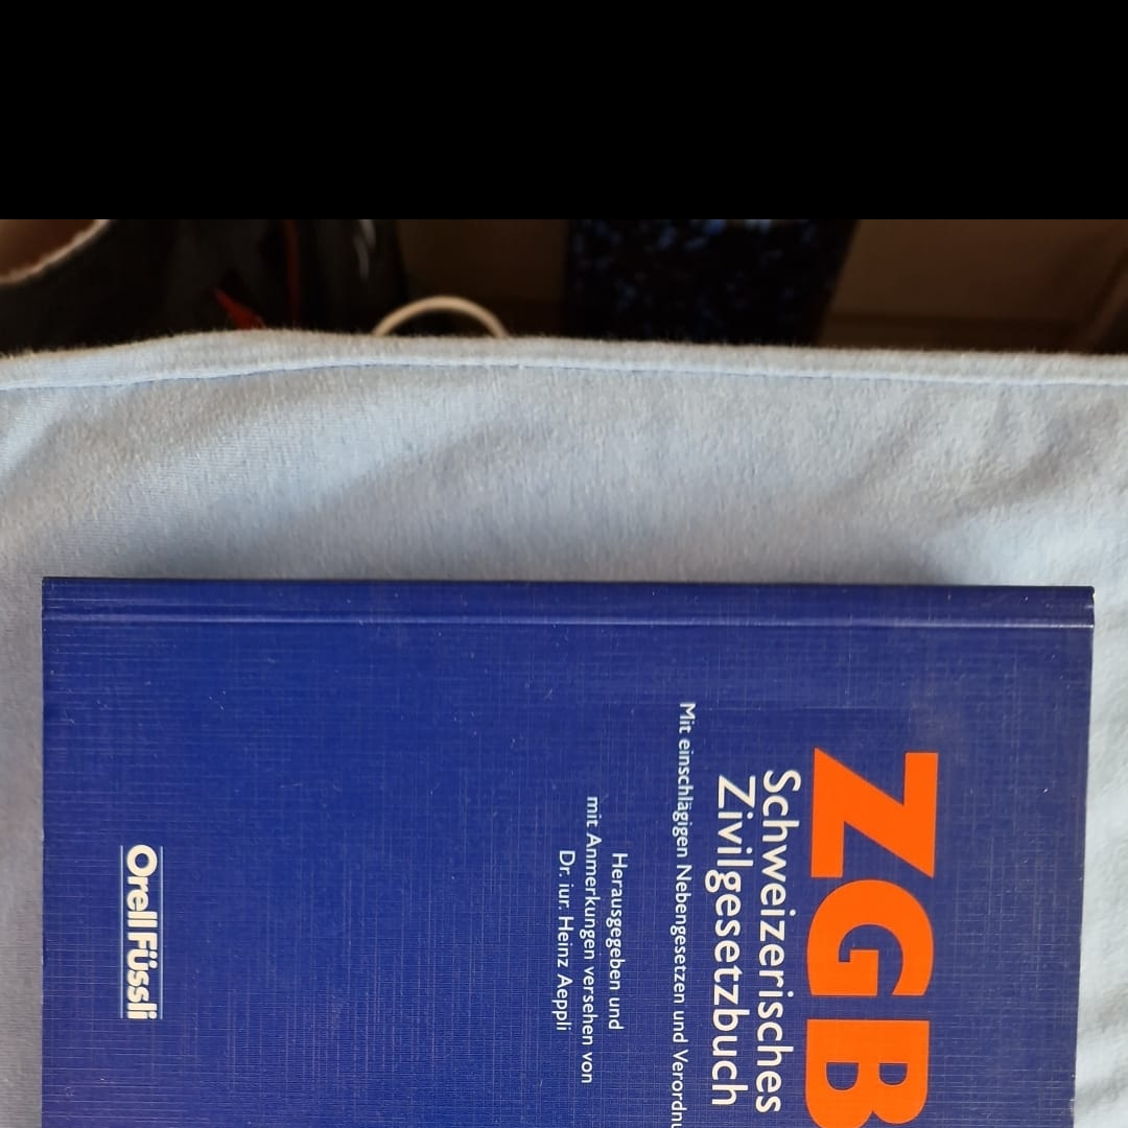 ZGB
Schweizerisches
Zivilgesetzbuch
Mit einschlägigen Nebengesetzen und
Herausgegeben und
mit Anmerkungen versehen von
Dr. iur. Heinz Aeppli
Orell Füssli